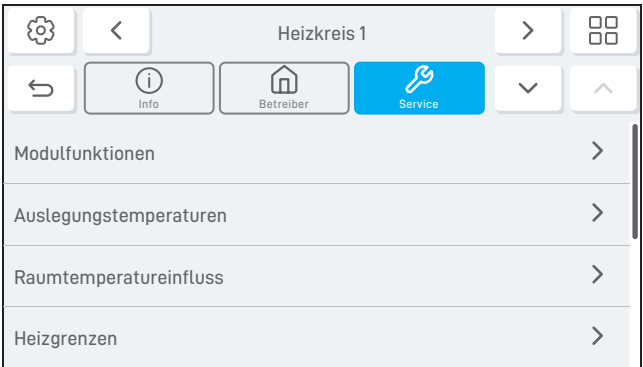 Heizkreis 1
Info
Betreiber
Service
Modulfunktionen
Auslegungstemperaturen
Raumtemperatureinfluss
Heizgrenzen